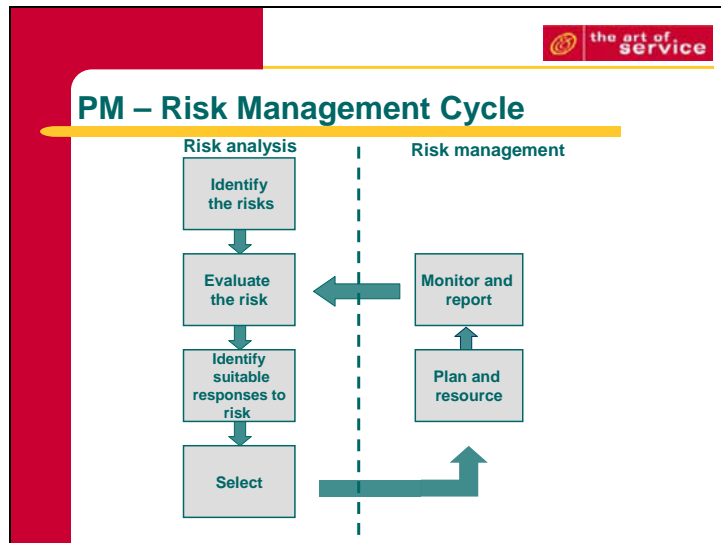 the art of
service
PM – Risk Management Cycle
Risk analysis
Risk management
Identify
the risks
Evaluate
the risk
Monitor and
report
Identify
suitable
responses to
risk
Plan and
resource
Select